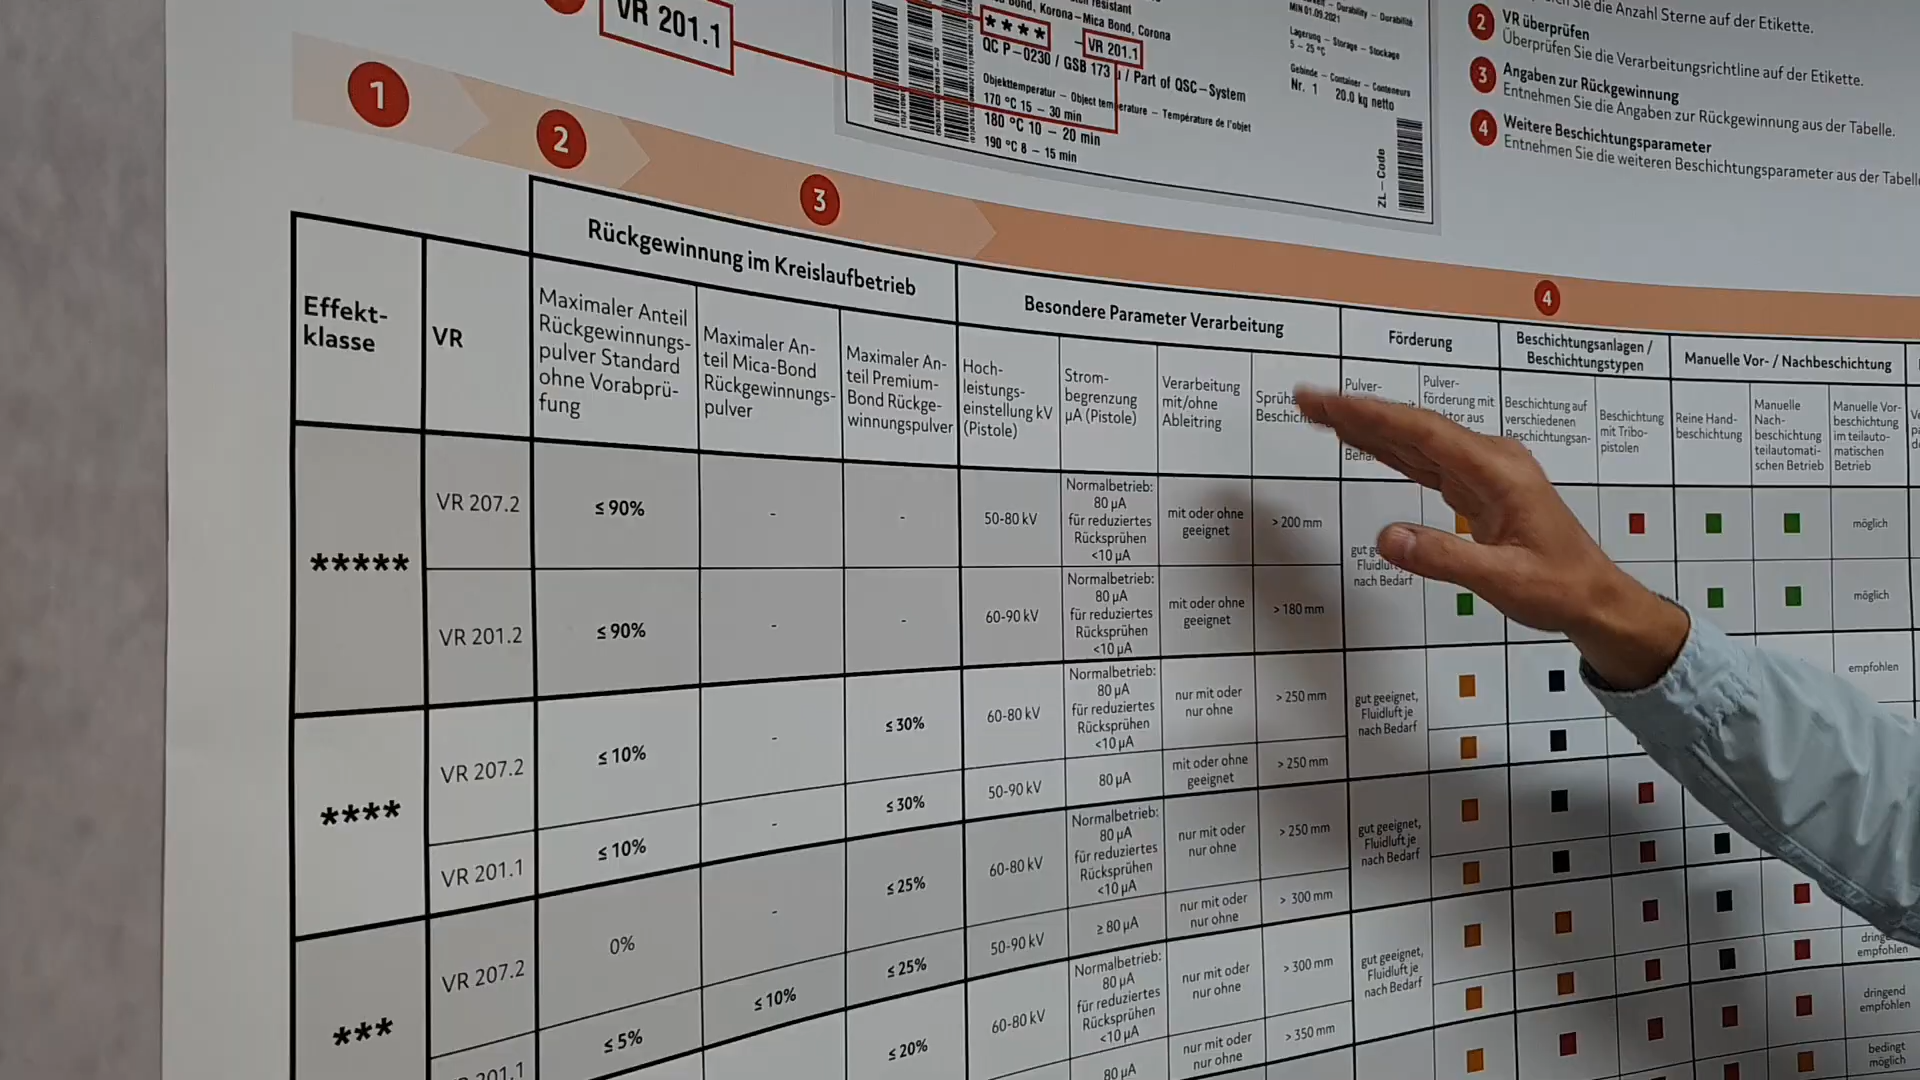 VR 201.1
Bond, Korona–Mica Bond, Corona
****
VR 201.1
QC P–0230 / GSB 173
/ Part of QSC–System
Objekttemperatur – Object temperature – Température de l'objet
170 °C 15 – 30 min
180 °C 10 – 20 min
190 °C 8 – 15 min
– Durability – Durabilité
MIN 01.09.2021
Lagerung – Storage – Stockage
5 – 25 °C
Gebinde – Container – Conteneurs
Nr. 1 20.0 kg netto
ZL – Code
Sie die Anzahl Sterne auf der Etikette.
2 VR überprüfen
Überprüfen Sie die Verarbeitungsrichtline auf der Etikette.
3 Angaben zur Rückgewinnung
Entnehmen Sie die Angaben zur Rückgewinnung aus der Tabelle.
4 Weitere Beschichtungsparameter
Entnehmen Sie die weiteren Beschichtungsparameter aus der Tabelle
1
2
3
4
Rückgewinnung im Kreislaufbetrieb
Besondere Parameter Verarbeitung
Förderung
Beschichtungsanlagen /
Beschichtungstypen
Manuelle Vor- / Nachbeschichtung
Effekt-
klasse
VR
Maximaler Anteil
Rückgewinnungs-
pulver Standard
ohne Vorabprü-
fung
Maximaler An-
teil Mica-Bond
Rückgewinnungs-
pulver
Maximaler An-
teil Premium-
Bond Rückge-
winnungspulver
Hoch-
leistungs-
einstellung kV
(Pistole)
Strom-
begrenzung
µA (Pistole)
Verarbeitung
mit/ohne
Ableitring
Pulver-
Pulver-
förderung mit
aus
Beschichtung auf
verschiedenen
Beschichtungsan-
Beschichtung
mit Tribo-
pistolen
Reine Hand-
beschichtung
Manuelle
Nach-
beschichtung
teilautomati-
schen Betrieb
Manuelle Vor-
beschichtung
im teilauto-
matischen
Betrieb
*****
VR 207.2
≤ 90%
-
-
50-80 kV
Normalbetrieb:
80 µA
für reduziertes
Rücksprühen
<10 µA
mit oder ohne
geeignet
> 200 mm
nach Bedarf
möglich
VR 201.2
≤ 90%
-
-
60-90 kV
Normalbetrieb:
80 µA
für reduziertes
Rücksprühen
<10 µA
mit oder ohne
geeignet
> 180 mm
möglich
****
VR 207.2
≤ 10%
-
≤ 30%
60-80 kV
Normalbetrieb:
80 µA
für reduziertes
Rücksprühen
<10 µA
nur mit oder
nur ohne
> 250 mm
gut geeignet,
Fluidluft je
nach Bedarf
empfohlen
VR 201.1
≤ 10%
-
≤ 30%
50-90 kV
80 µA
mit oder ohne
geeignet
> 250 mm
***
VR 207.2
0%
-
≤ 25%
60-80 kV
Normalbetrieb:
80 µA
für reduziertes
Rücksprühen
<10 µA
nur mit oder
nur ohne
> 250 mm
gut geeignet,
Fluidluft je
nach Bedarf
201.1
≤ 5%
≤ 10%
≤ 25%
50-90 kV
≥ 80 µA
nur mit oder
nur ohne
> 300 mm
empfohlen
≤ 20%
60-80 kV
Normalbetrieb:
80 µA
für reduziertes
Rücksprühen
<10 µA
nur mit oder
nur ohne
> 300 mm
gut geeignet,
Fluidluft je
nach Bedarf
dringend
empfohlen
80 µA
nur mit oder
nur ohne
> 350 mm
bedingt
möglich